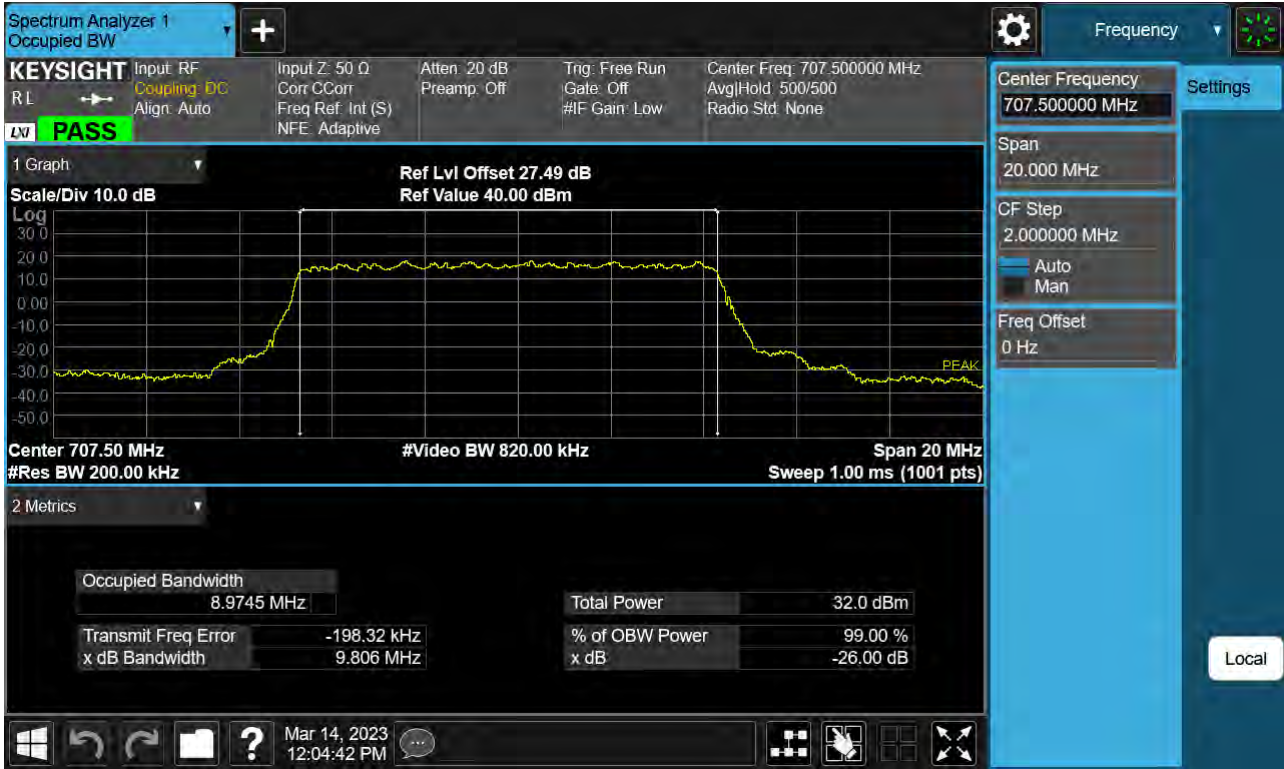 Spectrum Analyzer 1
Occupied BW
Frequency
KEYSIGHT
RL
LXI
PASS
Input: RF
Coupling: DC
Align: Auto
Input Z: 50 Ω
Corr CCorr
Freq Ref: Int (S)
NFE: Adaptive
Atten: 20 dB
Preamp: Off
Trig: Free Run
Gate: Off
#IF Gain: Low
Center Freq: 707.500000 MHz
Avg|Hold: 500/500
Radio Std: None
1 Graph
Scale/Div 10.0 dB
Ref Lvl Offset 27.49 dB
Ref Value 40.00 dBm
Log
30.0
20.0
10.0
0.00
-10.0
-20.0
-30.0
-40.0
-50.0
PEAK
Center 707.50 MHz
#Video BW 820.00 kHz
Span 20 MHz
#Res BW 200.00 kHz
Sweep 1.00 ms (1001 pts)
2 Metrics
Occupied Bandwidth
8.9745 MHz
Total Power 32.0 dBm
Transmit Freq Error -198.32 kHz
% of OBW Power 99.00 %
x dB Bandwidth 9.806 MHz
x dB -26.00 dB
Center Frequency
707.500000 MHz
Settings
Span
20.000 MHz
CF Step
2.000000 MHz
Auto
Man
Freq Offset
0 Hz
Local
?
Mar 14, 2023
12:04:42 PM